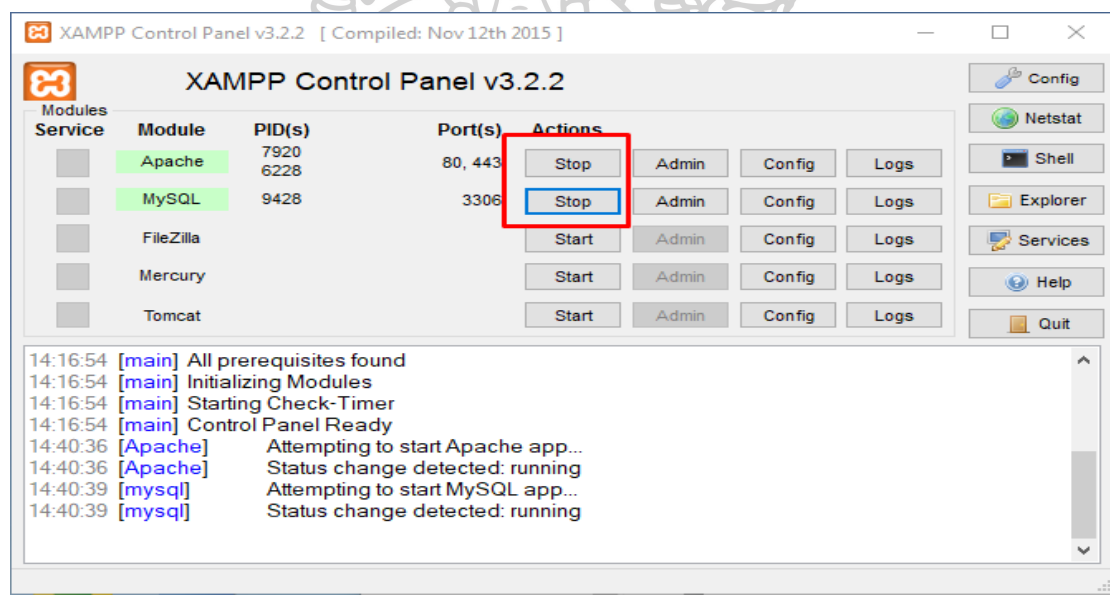 XAMPP Control Panel v3.2.2 [ Compiled: Nov 12th 2015 ]
XAMPP Control Panel v3.2.2
Config
Modules
Service Module PID(s) Port(s) Actions
Netstat
Apache 7920 6228 80, 443 Stop Admin Config Logs
Shell
MySQL 9428 3306 Stop Admin Config Logs
Explorer
FileZilla Start Admin Config Logs
Services
Mercury Start Admin Config Logs
Help
Tomcat Start Admin Config Logs
Quit
14:16:54 [main] All prerequisites found
14:16:54 [main] Initializing Modules
14:16:54 [main] Starting Check-Timer
14:16:54 [main] Control Panel Ready
14:40:36 [Apache] Attempting to start Apache app...
14:40:36 [Apache] Status change detected: running
14:40:39 [mysql] Attempting to start MySQL app...
14:40:39 [mysql] Status change detected: running